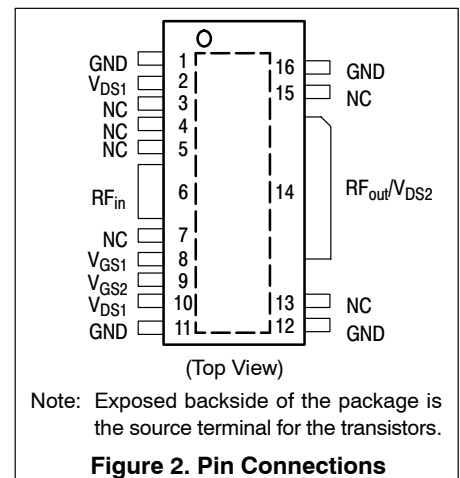 GND 1 16 GND
VDS1 2 15 NC
NC 3
NC 4
NC 5
RFin 6 14 RFout/VDS2
NC 7
VGS1 8
VGS2 9
VDS1 10 13 NC
GND 11 12 GND
(Top View)
Note: Exposed backside of the package is
the source terminal for the transistors.
Figure 2. Pin Connections